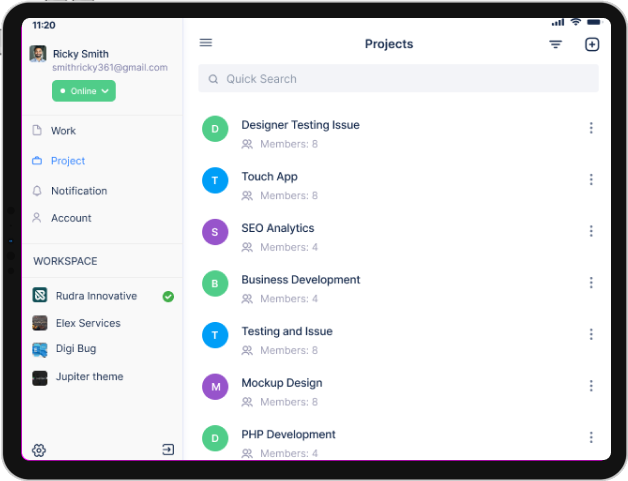 11:20
Ricky Smith
smithricky361@gmail.com
Online
Work
Project
Notification
Account
WORKSPACE
Rudra Innovative
Elex Services
Digi Bug
Jupiter theme
Projects
Quick Search
D
Designer Testing Issue
Members: 8
T
Touch App
Members: 8
S
SEO Analytics
Members: 4
B
Business Development
Members: 4
T
Testing and Issue
Members: 8
M
Mockup Design
Members: 8
D
PHP Development
Members: 4